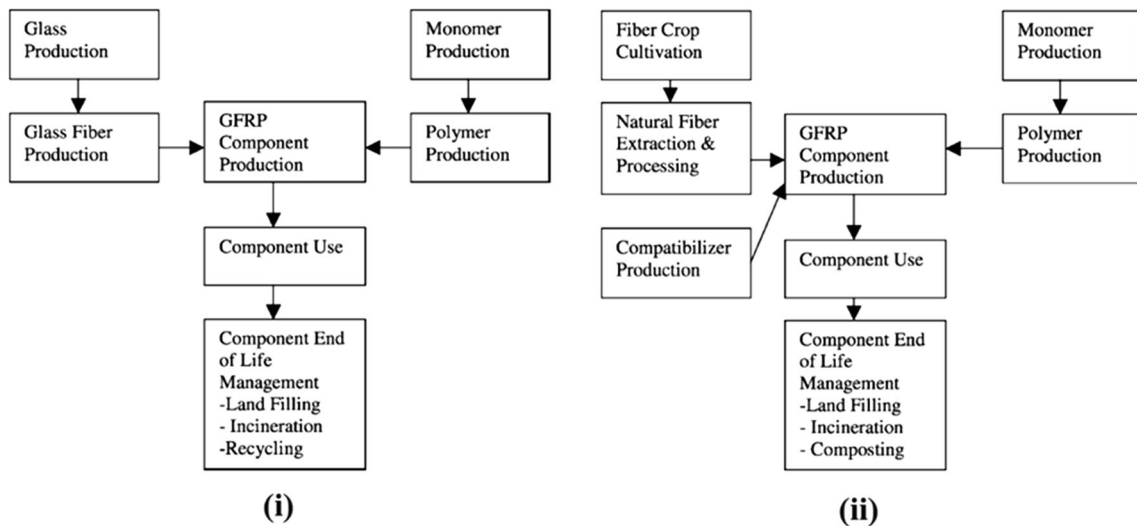 Glass
Production
Monomer
Production
Glass Fiber
Production
GFRP
Component
Production
Polymer
Production
Component Use
Component End
of Life
Management
-Land Filling
- Incineration
-Recycling
(i)
Fiber Crop
Cultivation
Monomer
Production
Natural Fiber
Extraction &
Processing
GFRP
Component
Production
Polymer
Production
Compatibilizer
Production
Component Use
Component End
of Life
Management
-Land Filling
- Incineration
- Composting
(ii)